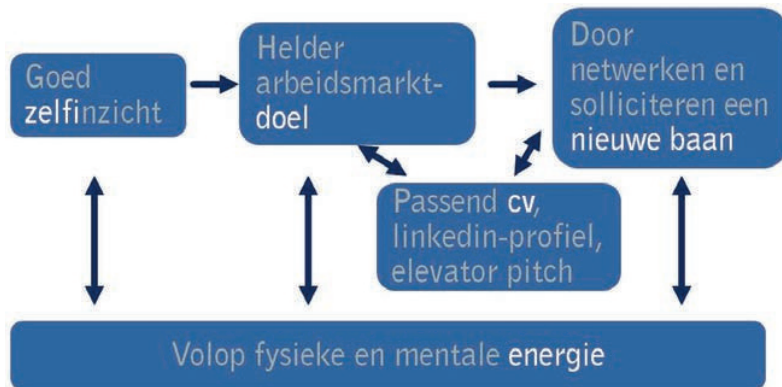 Goed
zelfinzicht
Helder
arbeidsmarkt-
doel
Door
netwerken en
solliciteren een
nieuwe baan
Passend cv,
linkedin-profiel,
elevator pitch
Volop fysieke en mentale energie